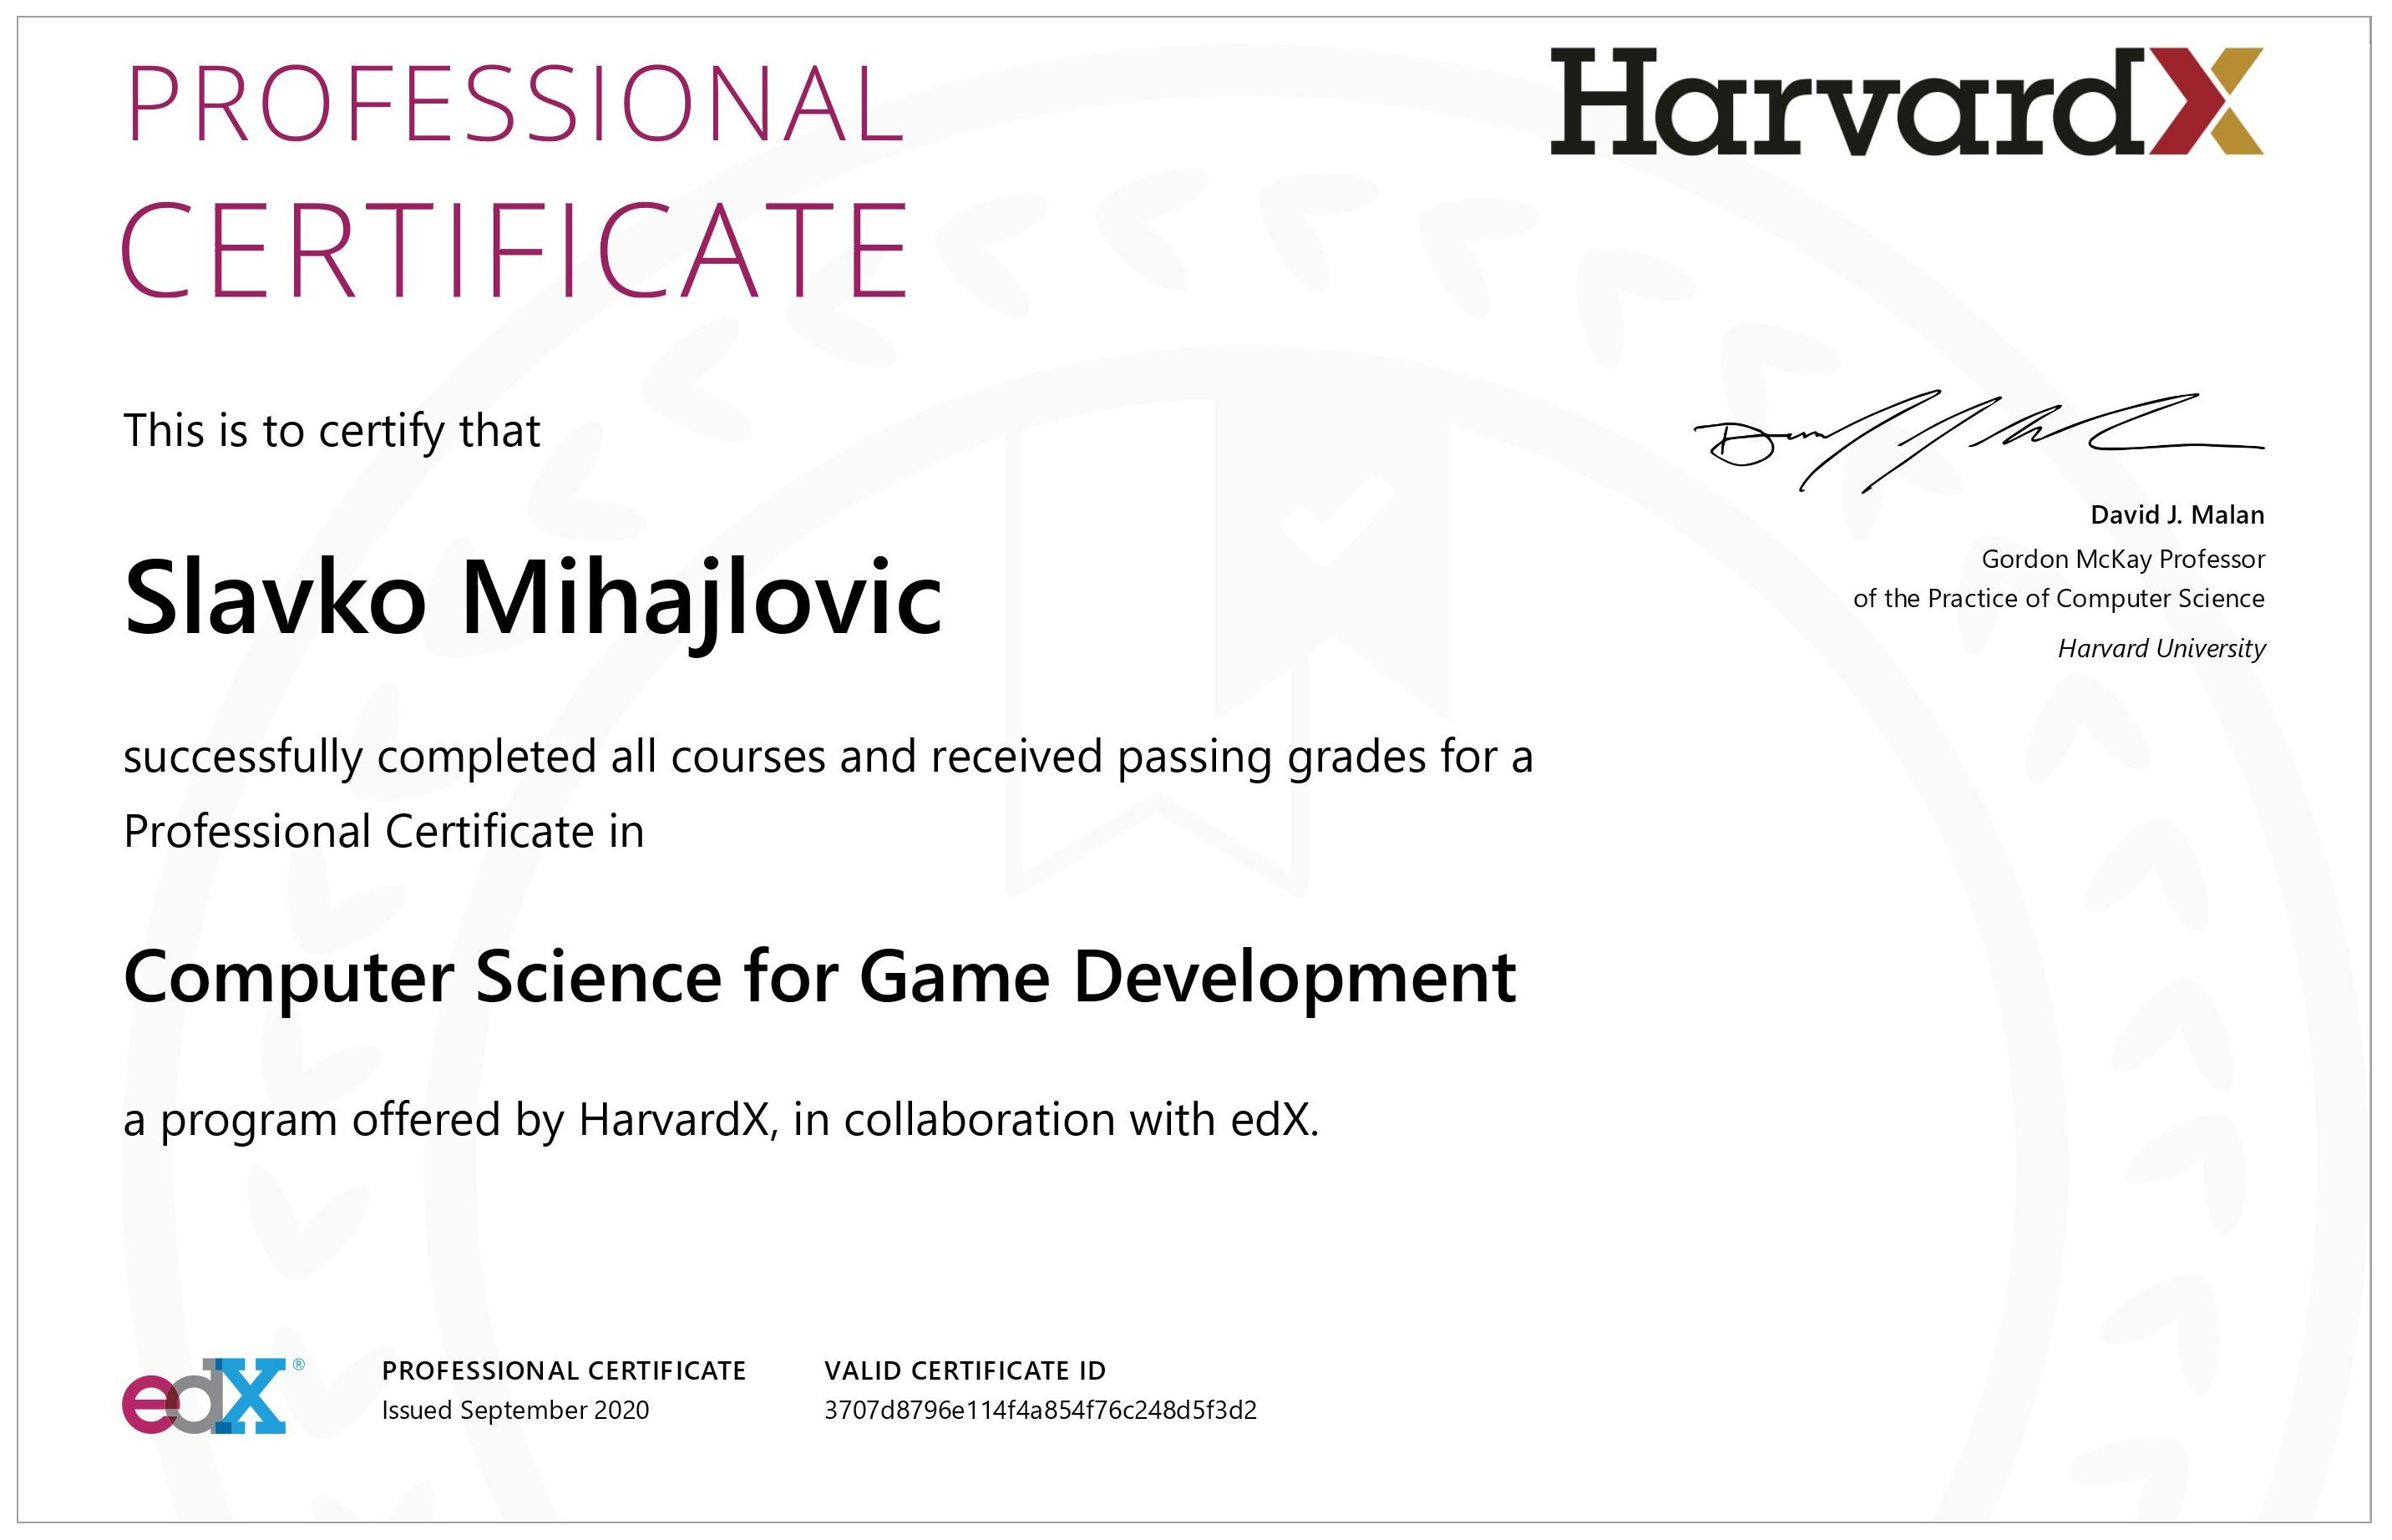 PROFESSIONAL
CERTIFICATE
HarvardX
This is to certify that
Slavko Mihajlovic
successfully completed all courses and received passing grades for a
Professional Certificate in
Computer Science for Game Development
a program offered by HarvardX, in collaboration with edX.
David J. Malan
Gordon McKay Professor
of the Practice of Computer Science
Harvard University
edX®
PROFESSIONAL CERTIFICATE
Issued September 2020
VALID CERTIFICATE ID
3707d8796e114f4a854f76c248d5f3d2